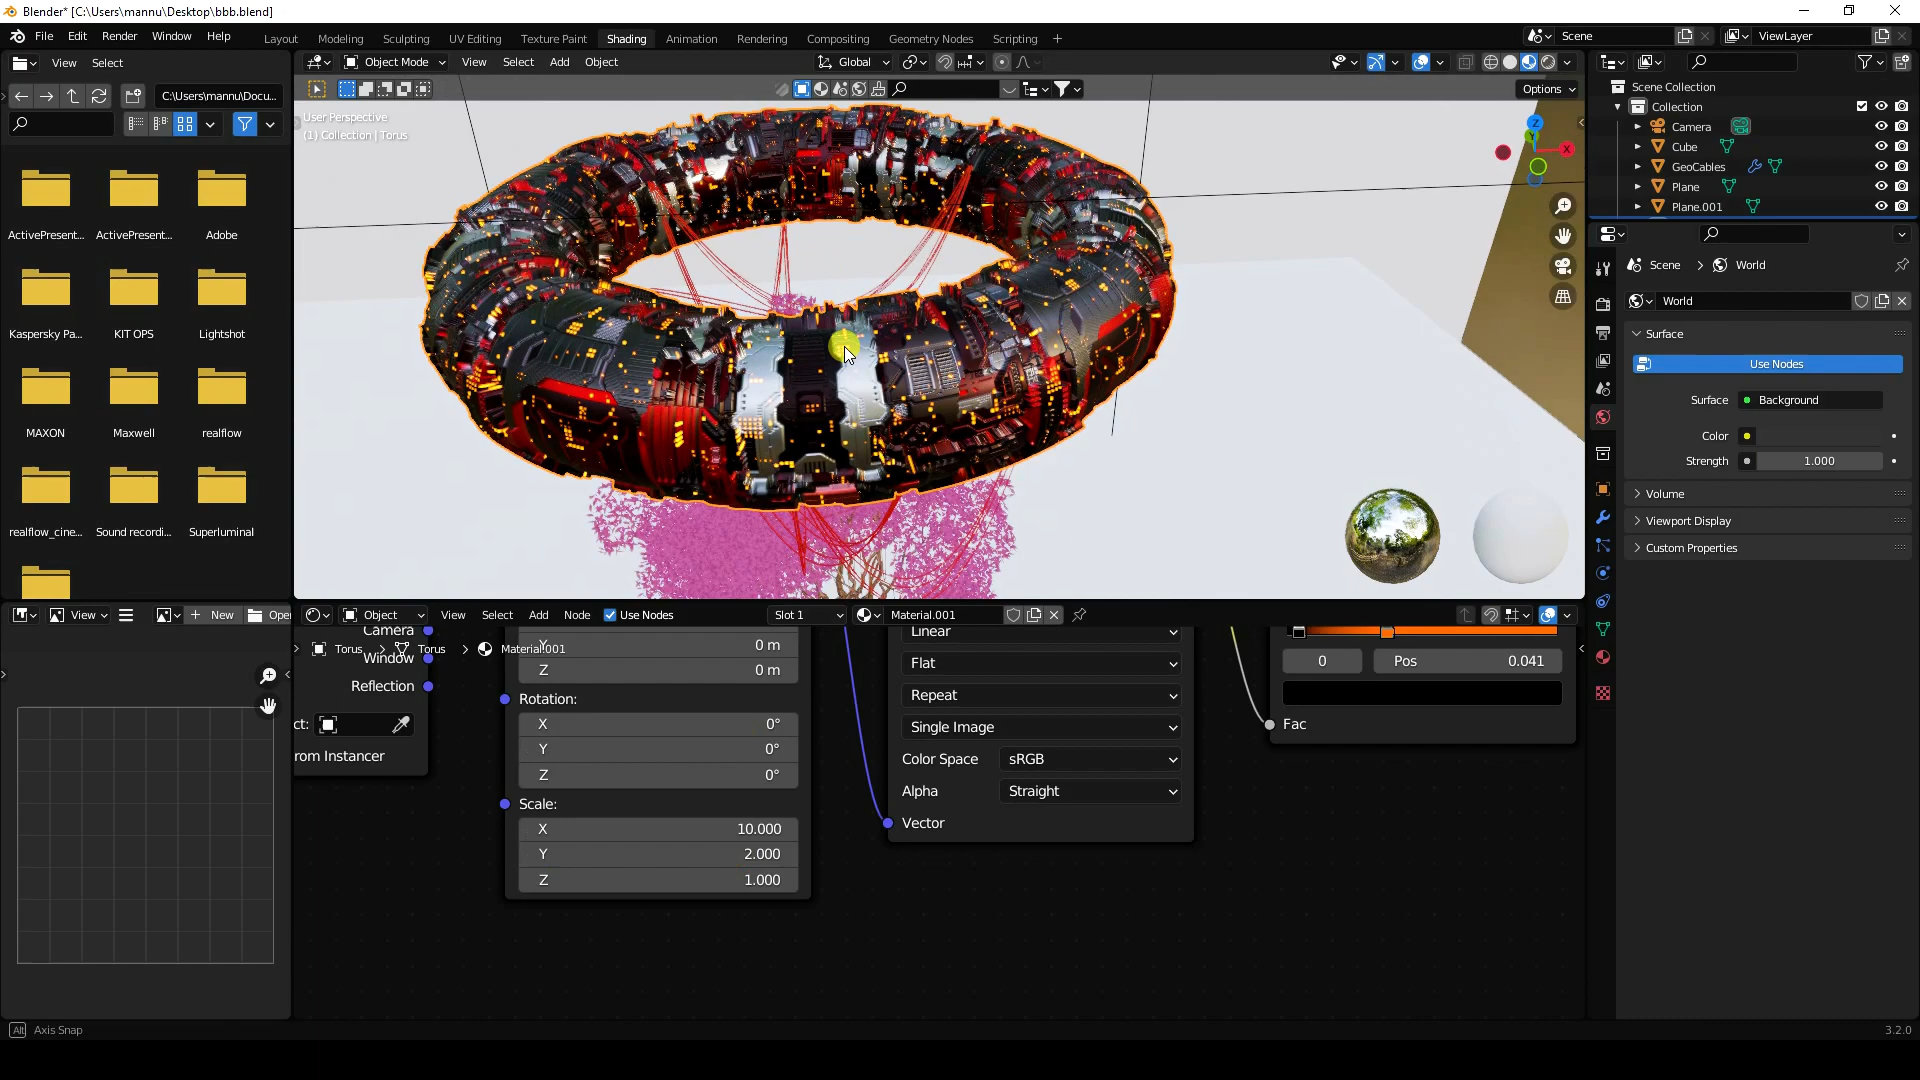 Blender* [C:\Users\mannu\Desktop\bbb.blend]
File Edit Render Window Help
Layout Modeling Sculpting UV Editing Texture Paint Shading Animation Rendering Compositing Geometry Nodes Scripting +
Scene
ViewLayer
View Select
Object Mode View Select Add Object
Global
C:\Users\mannu\Docu...
Options
User Perspective
(1) Collection | Torus
Z
Y
X
ActivePresent... ActivePresent... Adobe
Kaspersky Pa... KIT OPS Lightshot
MAXON Maxwell realflow
realflow_cine... Sound recordi... Superluminal
Scene Collection
Collection
Camera
Cube
GeoCables
Plane
Plane.001
Scene > World
World
Surface
Use Nodes
Surface Background
Color
Strength 1.000
Volume
Viewport Display
Custom Properties
View
New
Open
Object View Select Add Node Use Nodes
Slot 1
Material.001
Torus > Torus > Material.001
Camera
Window
Reflection
ct:
rom Instancer
Y 0 m
Z 0 m
Rotation:
X 0°
Y 0°
Z 0°
Scale:
X 10.000
Y 2.000
Z 1.000
Linear
Flat
Repeat
Single Image
Color Space sRGB
Alpha Straight
Vector
0 Pos 0.041
Fac
Alt Axis Snap
3.2.0